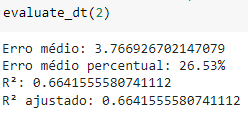 evaluate_dt(2)
Erro médio: 3.766926702147079
Erro médio percentual: 26.53%
R²: 0.6641555580741112
R² ajustado: 0.6641555580741112